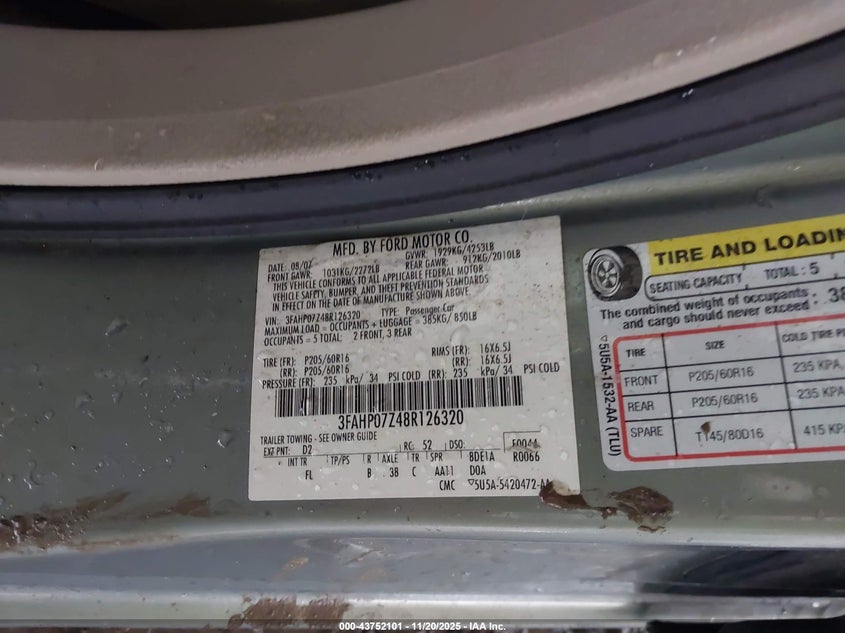 MFD. BY FORD MOTOR CO.
DATE: 08/07 GVWR: 1929KG/4253LB
FRONT GAWR: 1031KG/2272LB REAR GAWR: 912KG/2010LB
THIS VEHICLE CONFORMS TO ALL APPLICABLE FEDERAL MOTOR
VEHICLE SAFETY, BUMPER, AND THEFT PREVENTION STANDARDS
IN EFFECT ON THE DATE OF MANUFACTURE SHOWN ABOVE.
VIN: 3FAHP07Z48R126320 TYPE: Passenger Car
MAXIMUM LOAD = OCCUPANTS + LUGGAGE = 385KG/ 850LB
OCCUPANTS = 5 TOTAL: 2 FRONT, 3 REAR
TIRE (FR): P205/60R16 RIMS (FR): 16X6.5J
(RR): P205/60R16 (RR): 16X6.5J
PRESSURE (FR): 235 kPa/ 34 PSI COLD (RR): 235 kPa/ 34 PSI COLD
3FAHP07Z48R126320
TRAILER TOWING - SEE OWNER GUIDE
EXT PNT: D2 RC: 52 DSO:
INT TR TP/PS R AXLE TR SPR BDE1A R0066
FL B 38 C AA11 DOA
CMC ▽5U5A-5420472-AA
TIRE AND LOADIN
SEATING CAPACITY TOTAL: 5
The combined weight of occupants
and cargo should never exceed: 38
TIRE SIZE COLD TIRE PR
FRONT P205/60R16 235 KPA,
REAR P205/60R16 235 KPA
SPARE T145/80D16 415 KP
▽5U5A-1532-AA (TLU)
000-43752101 - 11/20/2025 - IAA Inc.